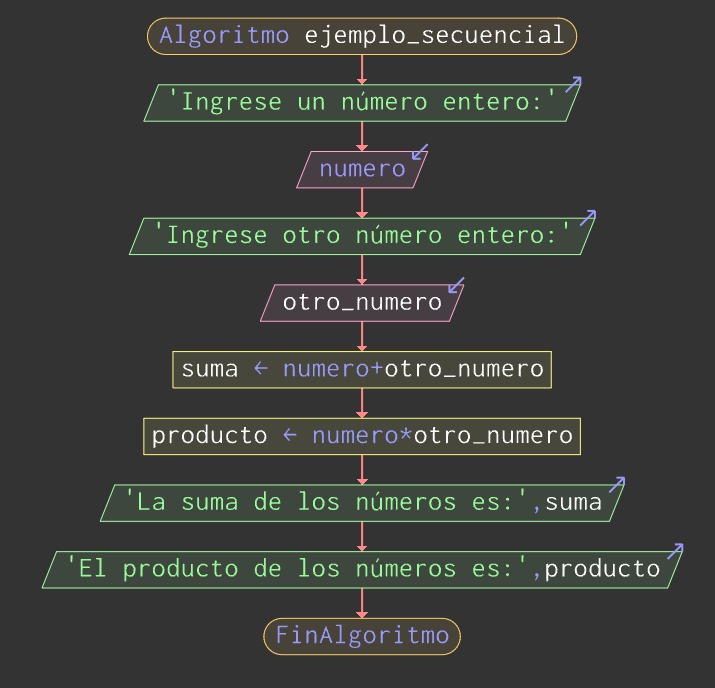 Algoritmo ejemplo_secuencial
'Ingrese un número entero:'
numero
'Ingrese otro número entero:'
otro_numero
suma ← numero+otro_numero
producto ← numero*otro_numero
'La suma de los números es:',suma
'El producto de los números es:',producto
FinAlgoritmo